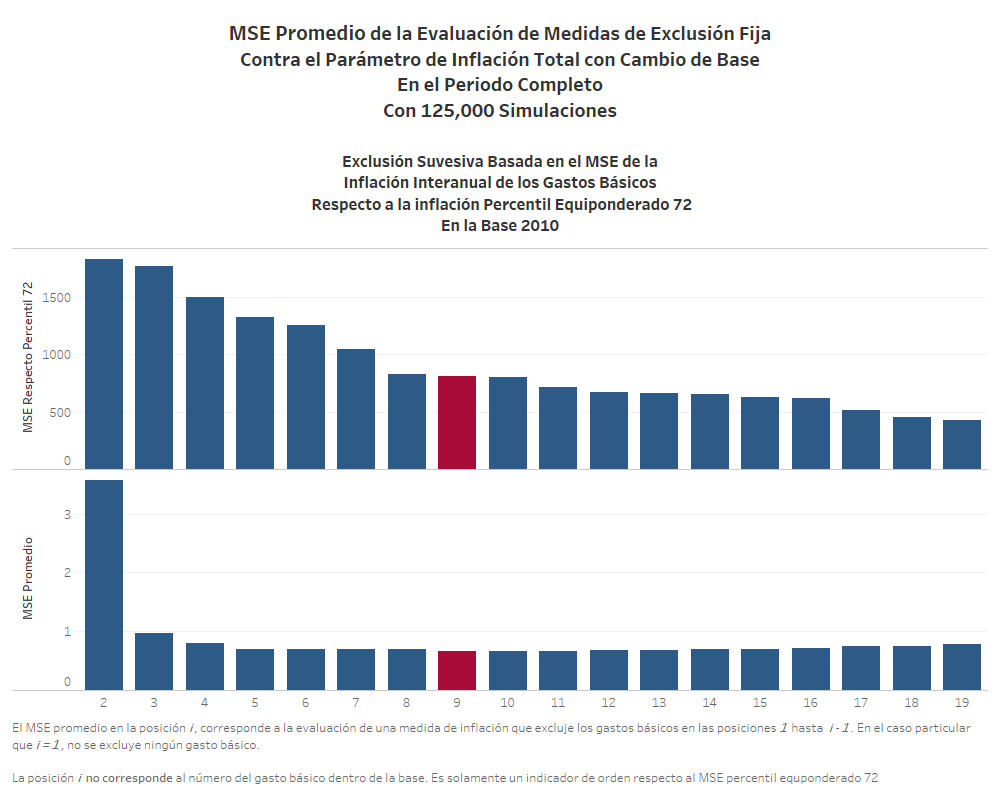 MSE Promedio de la Evaluación de Medidas de Exclusión Fija
Contra el Parámetro de Inflación Total con Cambio de Base
En el Periodo Completo
Con 125,000 Simulaciones
Exclusión Suvesiva Basada en el MSE de la
Inflación Interanual de los Gastos Básicos
Respecto a la inflación Percentil Equiponderado 72
En la Base 2010
MSE Respecto Percentil 72
1500
1000
500
0
MSE Promedio
3
2
1
0
2 3 4 5 6 7 8 9 10 11 12 13 14 15 16 17 18 19
El MSE promedio en la posición i, corresponde a la evaluación de una medida de inflación que excluje los gastos básicos en las posiciones 1 hasta i-1. En el caso particular
que i=1, no se excluye ningún gasto básico.
La posición i no corresponde al número del gasto básico dentro de la base. Es solamente un indicador de orden respecto al MSE percentil equponderado 72